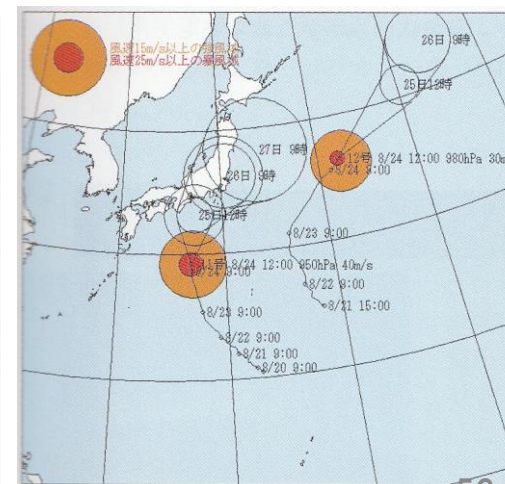 風速15m/s以上の強風域
風速25m/s以上の暴風域
26日 9時
25日12時
27日 9時
12号 8/24 12:00 980hPa 30m
8/24 9:00
26日 9時
25日12時
8/23 9:00
11号 8/24 12:00 950hPa 40m/s
8/24 9:00
8/22 9:00
8/21 15:00
8/23 9:00
8/22 9:00
8/21 9:00
8/20 9:00